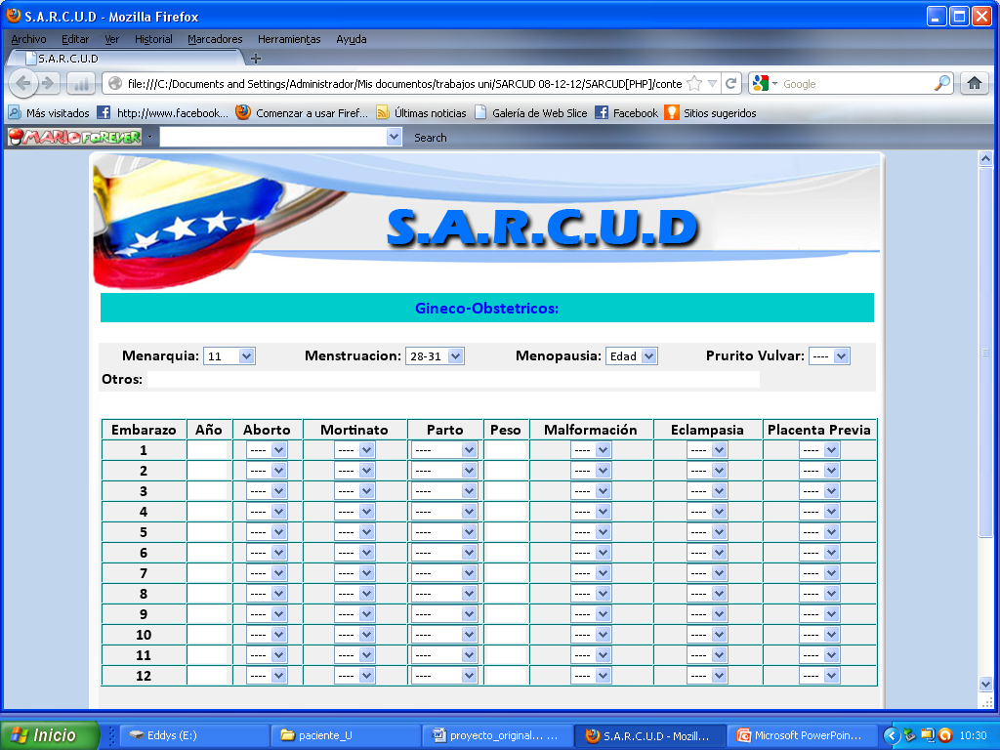 S.A.R.C.U.D - Mozilla Firefox
Archivo Editar Ver Historial Marcadores Herramientas Ayuda
S.A.R.C.U.D
file:///C:/Documents and Settings/Administrador/Mis documentos/trabajos uni/SARCUD 08-12-12/SARCUD[PHP]/conte Google
Más visitados http://www.facebook... Comenzar a usar Firef... Últimas noticias Galería de Web Slice Facebook Sitios sugeridos
MARIO FOREVER Search
S.A.R.C.U.D
Gineco-Obstetricos:
Menarquia: 11 Menstruacion: 28-31 Menopausia: Edad Prurito Vulvar: ----
Otros:
Embarazo Año Aborto Mortinato Parto Peso Malformación Eclampasia Placenta Previa
1 ---- ---- ---- ---- ---- ----
2 ---- ---- ---- ---- ---- ----
3 ---- ---- ---- ---- ---- ----
4 ---- ---- ---- ---- ---- ----
5 ---- ---- ---- ---- ---- ----
6 ---- ---- ---- ---- ---- ----
7 ---- ---- ---- ---- ---- ----
8 ---- ---- ---- ---- ---- ----
9 ---- ---- ---- ---- ---- ----
10 ---- ---- ---- ---- ---- ----
11 ---- ---- ---- ---- ---- ----
12 ---- ---- ---- ---- ---- ----
Inicio Eddys (E:) paciente_U proyecto_original... ... S.A.R.C.U.D - Mozill... Microsoft PowerPoin... 10:30